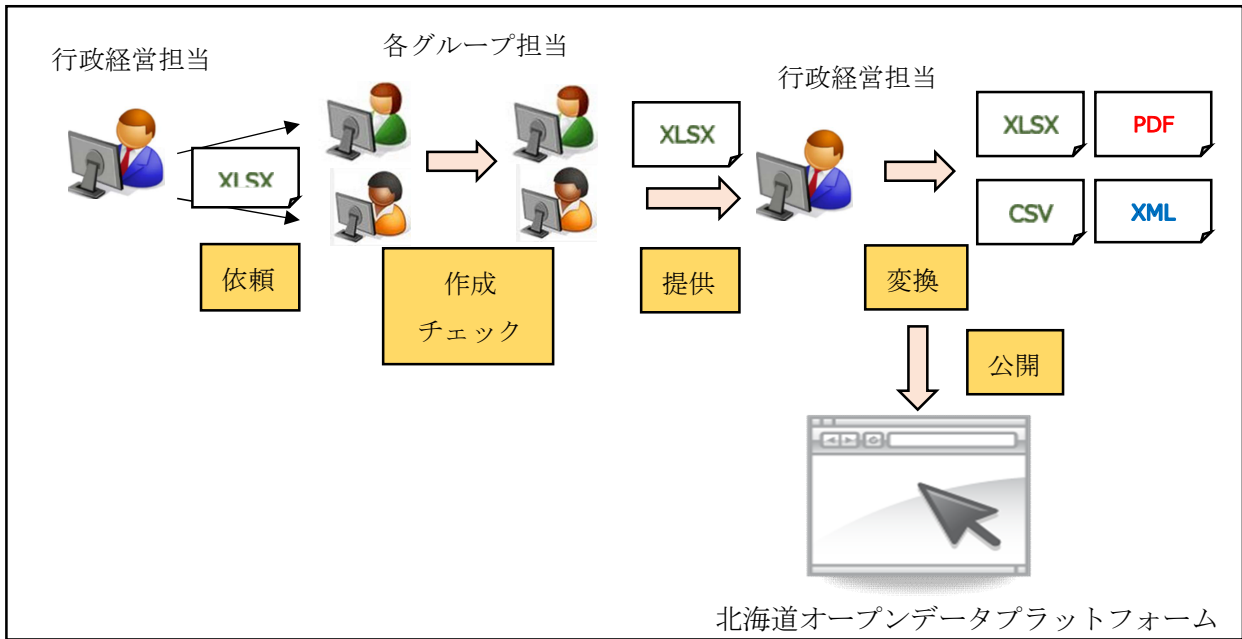 行政経営担当
各グループ担当
行政経営担当
XLSX
XLSX
XLSX
PDF
CSV
XML
依頼
作成
チェック
提供
変換
公開
北海道オープンデータプラットフォーム